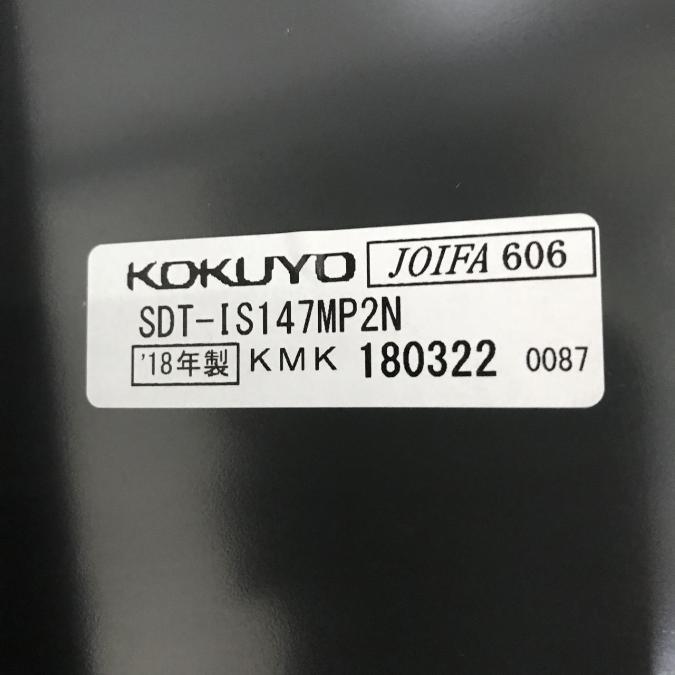 KOKUYO JOIFA 606
SDT-IS147MP2N
'18年製 KMK 180322 0087